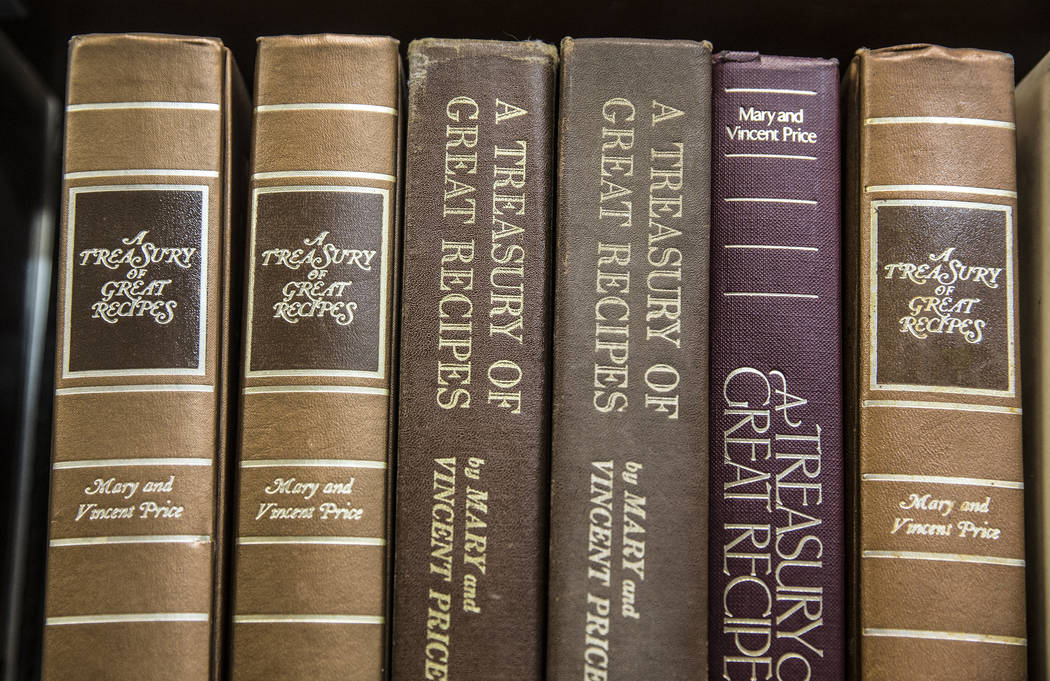 A
TREASURY
OF
GREAT
RECIPES
Mary and
Vincent Price
A
TREASURY
OF
GREAT
RECIPES
Mary and
Vincent Price
A TREASURY OF
GREAT RECIPES
by MARY and
VINCENT PRICE
A TREASURY OF
GREAT RECIPES
by MARY and
VINCENT PRICE
Mary and
Vincent Price
A TREASURY O
GREAT RECIPE
A
TREASURY
OF
GREAT
RECIPES
Mary and
Vincent Price